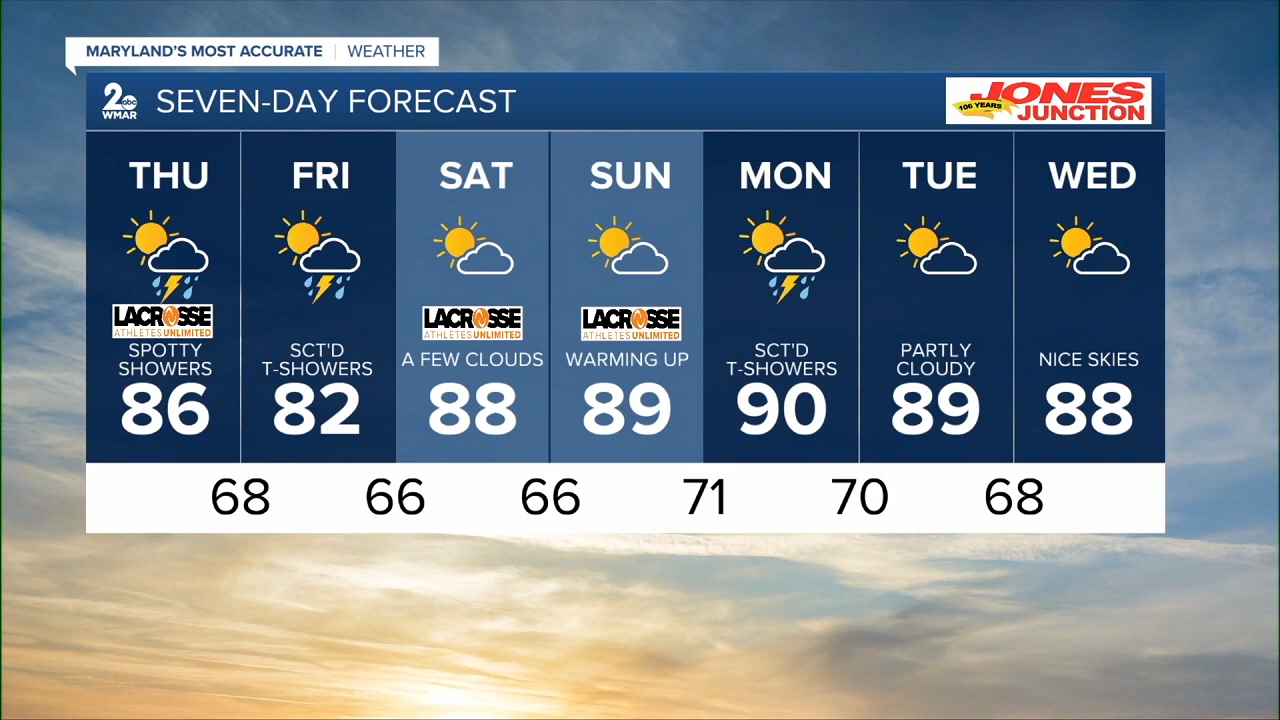 MARYLAND'S MOST ACCURATE | WEATHER
2 abc
WMAR
SEVEN-DAY FORECAST
106 YEARS
JONES
JUNCTION
THU
FRI
SAT
SUN
MON
TUE
WED
LACROSSE
ATHLETES UNLIMITED
LACROSSE
ATHLETES UNLIMITED
LACROSSE
ATHLETES UNLIMITED
SPOTTY
SHOWERS
86
SCT'D
T-SHOWERS
82
A FEW CLOUDS
88
WARMING UP
89
SCT'D
T-SHOWERS
90
PARTLY
CLOUDY
89
NICE SKIES
88
68 66 66 71 70 68